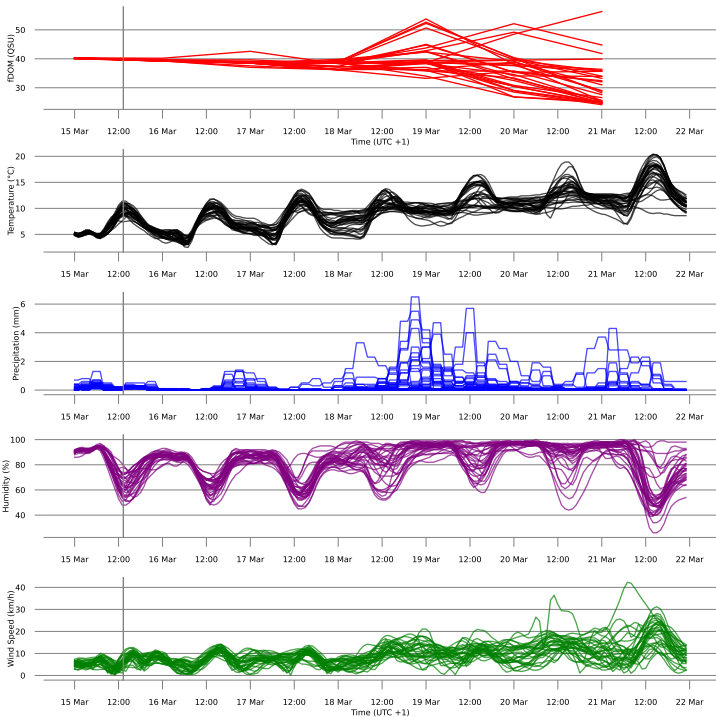 fDOM (QSU)
50
40
30
15 Mar 12:00 16 Mar 12:00 17 Mar 12:00 18 Mar 12:00 19 Mar 12:00 20 Mar 12:00 21 Mar 12:00 22 Mar
Time (UTC +1)
Temperature (°C)
20
15
10
5
15 Mar 12:00 16 Mar 12:00 17 Mar 12:00 18 Mar 12:00 19 Mar 12:00 20 Mar 12:00 21 Mar 12:00 22 Mar
Precipitation (mm)
6
4
2
0
15 Mar 12:00 16 Mar 12:00 17 Mar 12:00 18 Mar 12:00 19 Mar 12:00 20 Mar 12:00 21 Mar 12:00 22 Mar
Humidity (%)
100
80
60
40
15 Mar 12:00 16 Mar 12:00 17 Mar 12:00 18 Mar 12:00 19 Mar 12:00 20 Mar 12:00 21 Mar 12:00 22 Mar
Wind Speed (km/h)
40
30
20
10
0
15 Mar 12:00 16 Mar 12:00 17 Mar 12:00 18 Mar 12:00 19 Mar 12:00 20 Mar 12:00 21 Mar 12:00 22 Mar
Time (UTC +1)